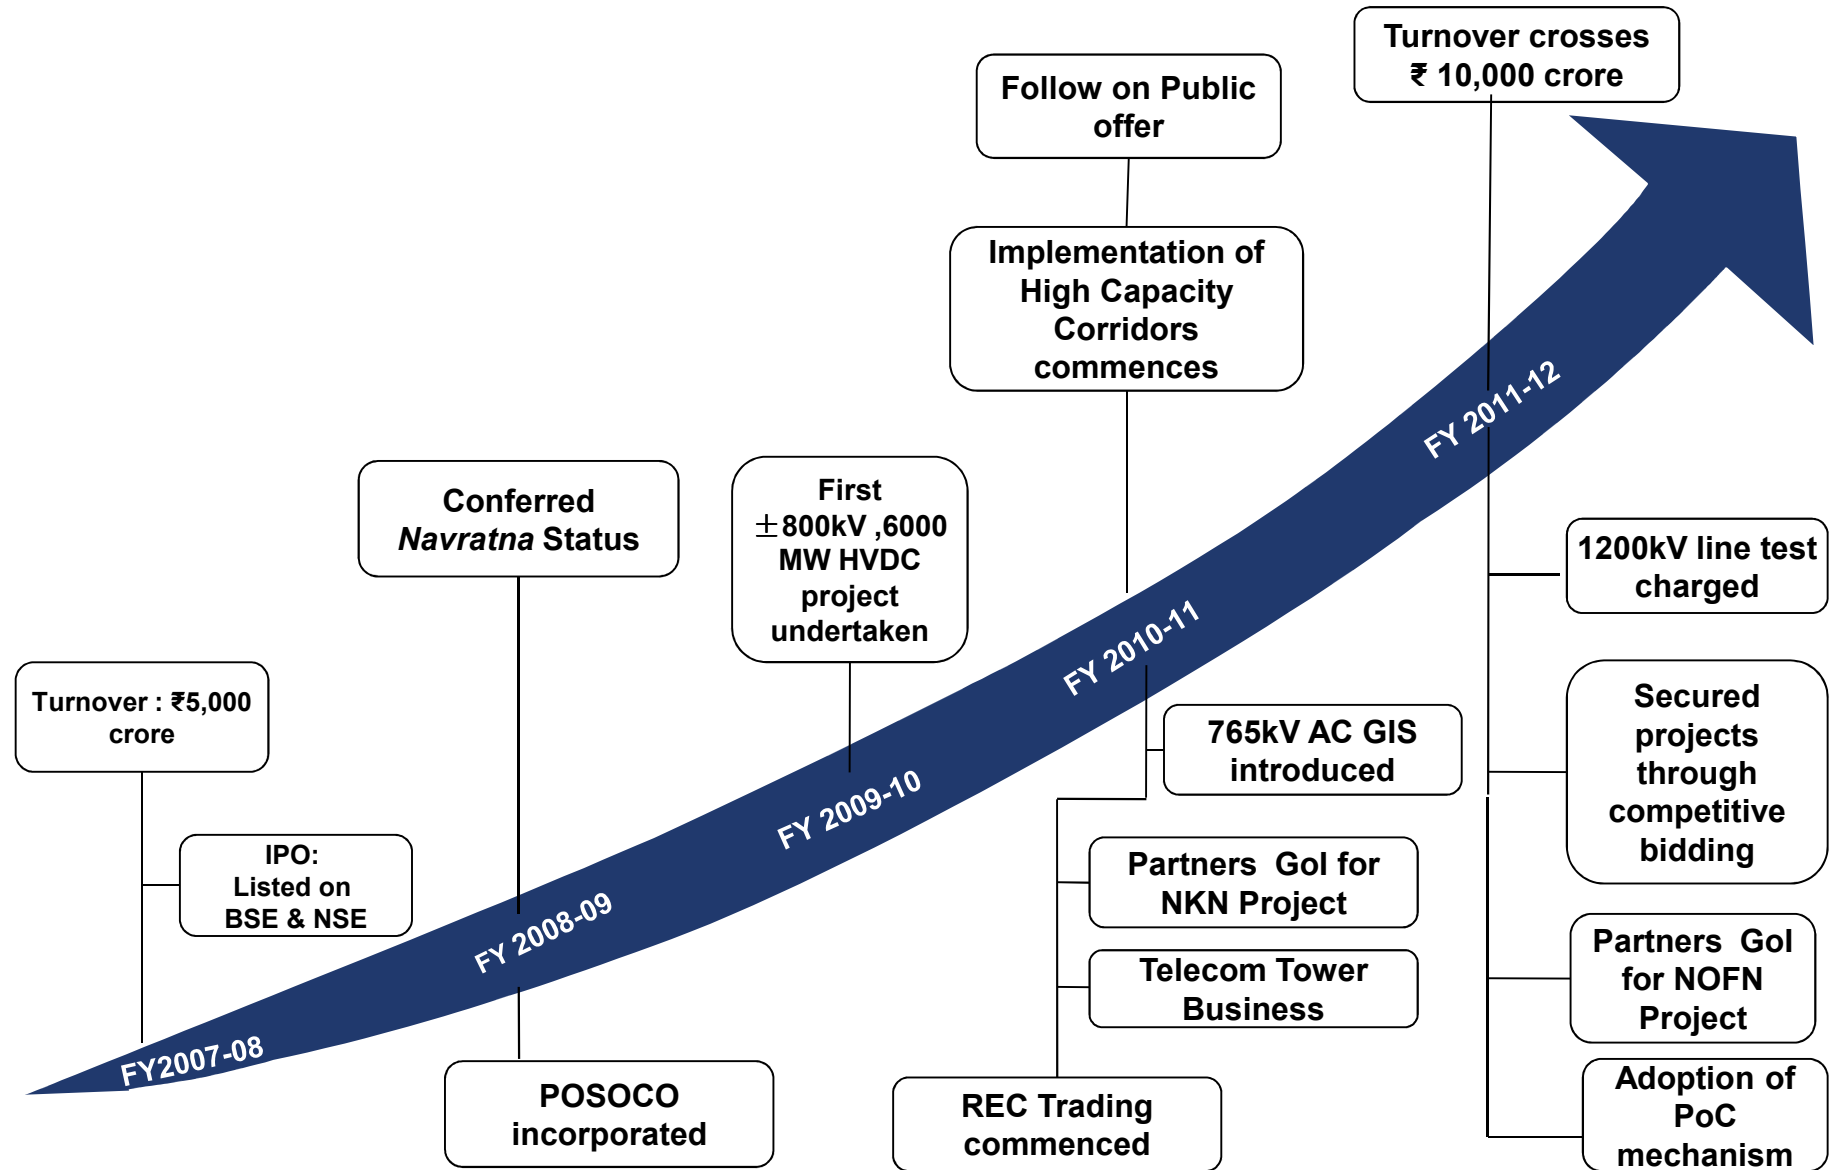 Turnover crosses
₹ 10,000 crore
Follow on Public
offer
Implementation of
High Capacity
Corridors
commences
FY 2011-12
Conferred
Navratna Status
First
±800kV ,6000
MW HVDC
project
undertaken
1200kV line test
charged
FY 2010-11
Turnover : ₹5,000
crore
765kV AC GIS
introduced
Secured
projects
through
competitive
bidding
FY 2009-10
IPO:
Listed on
BSE & NSE
Partners GoI for
NKN Project
FY 2008-09
Partners GoI
for NOFN
Project
Telecom Tower
Business
FY2007-08
POSOCO
incorporated
REC Trading
commenced
Adoption of
PoC
mechanism